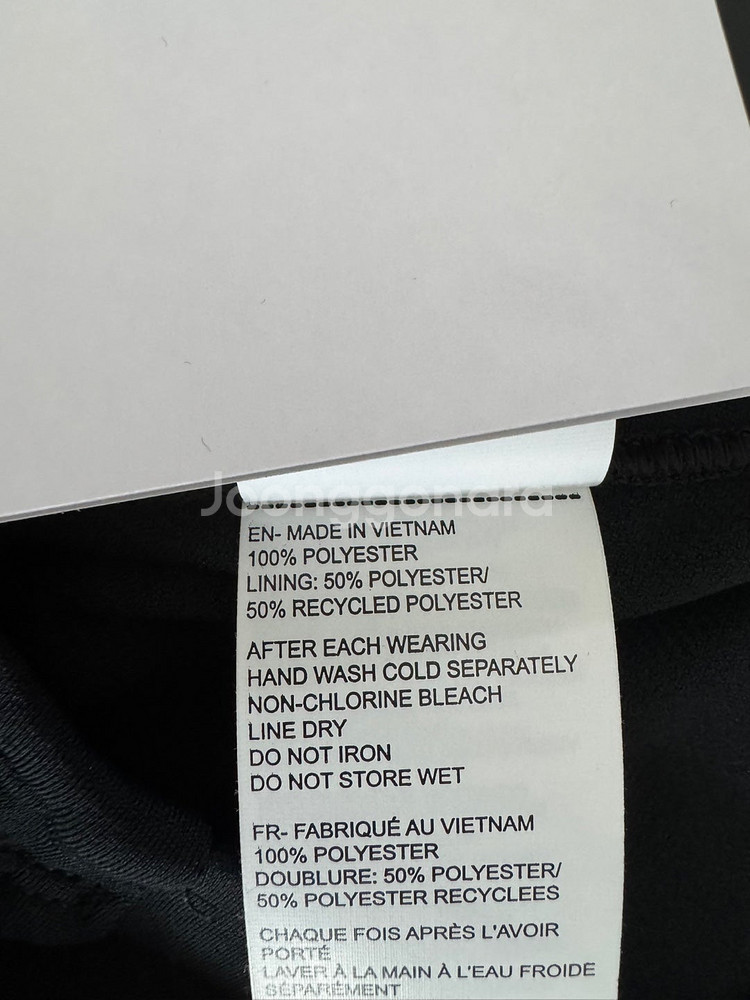 Joonggonara
EN- MADE IN VIETNAM
100% POLYESTER
LINING: 50% POLYESTER/
50% RECYCLED POLYESTER
AFTER EACH WEARING
HAND WASH COLD SEPARATELY
NON-CHLORINE BLEACH
LINE DRY
DO NOT IRON
DO NOT STORE WET
FR- FABRIQUÉ AU VIETNAM
100% POLYESTER
DOUBLURE: 50% POLYESTER/
50% POLYESTER RECYCLEES
CHAQUE FOIS APRÈS L'AVOIR
PORTÉ
LAVER À LA MAIN À L'EAU FROIDE
SÉPARÉMENT